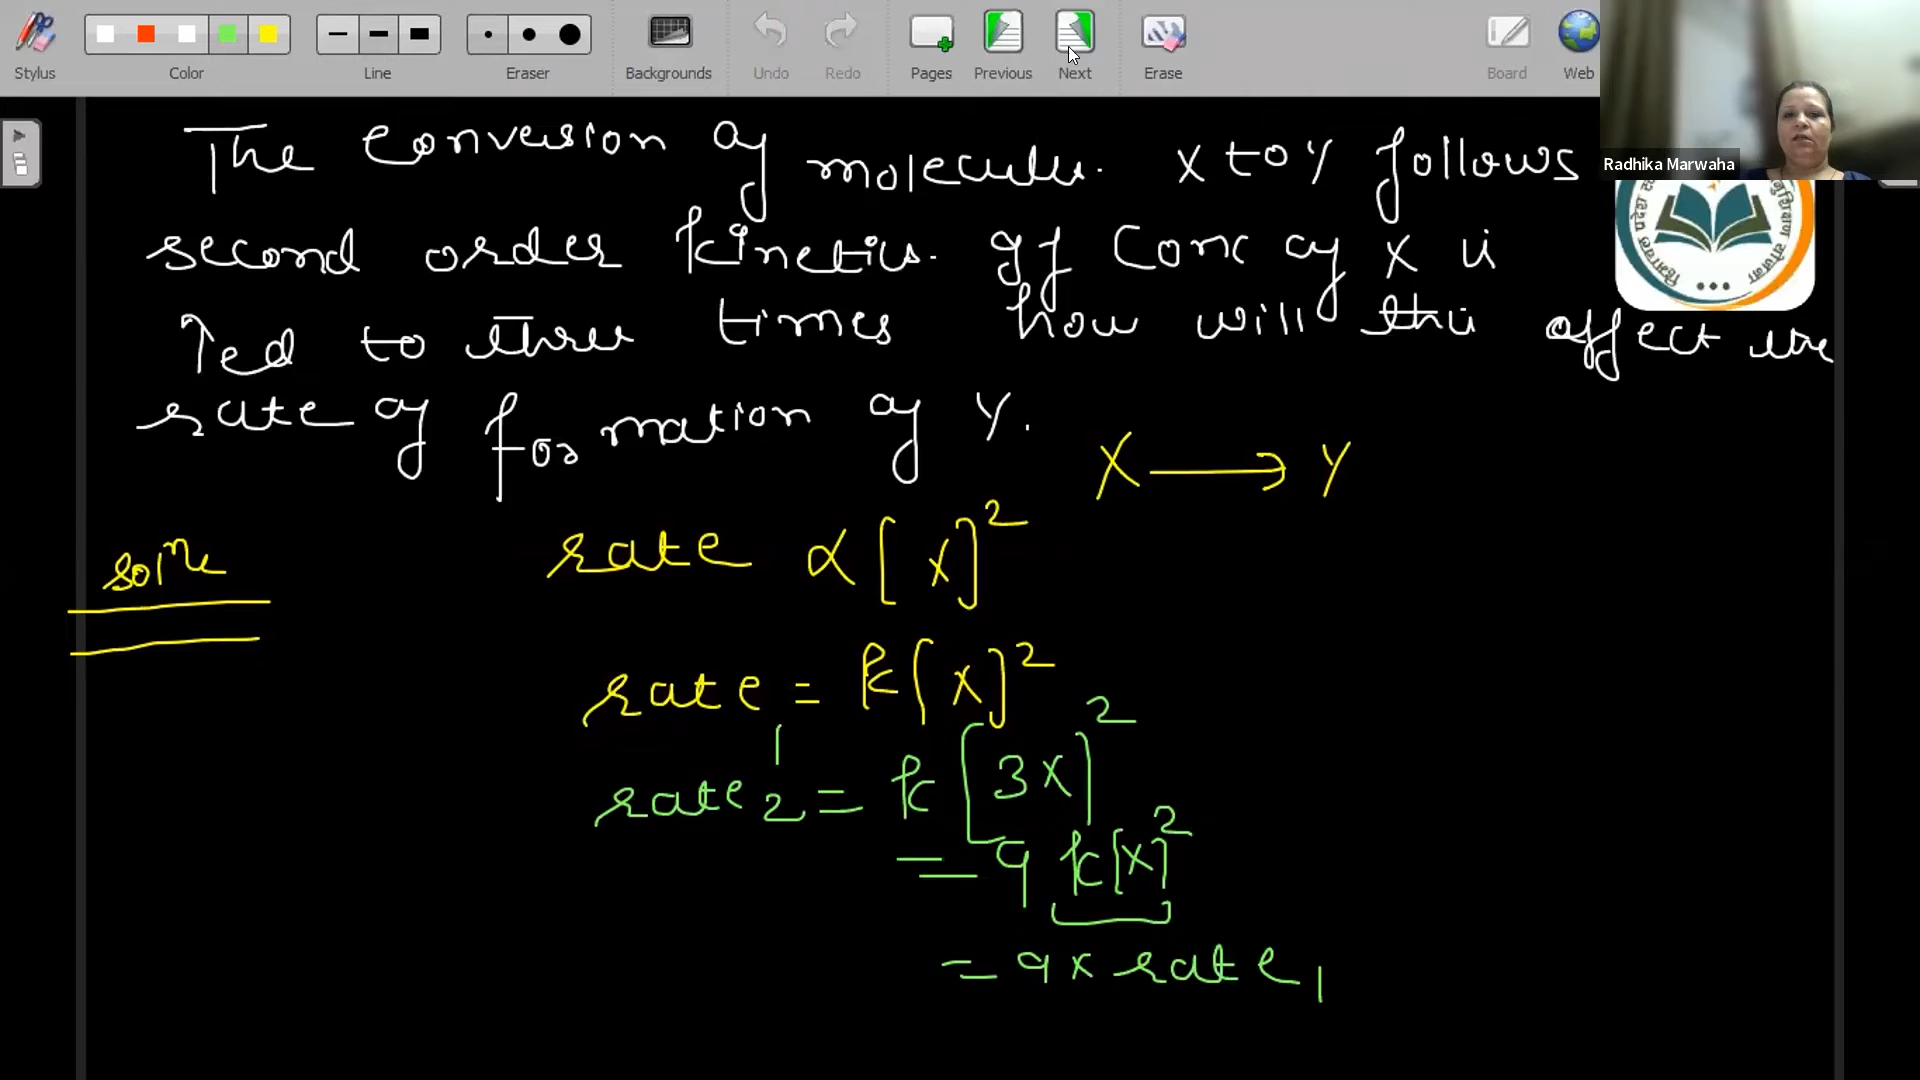 Stylus
Color
Line
Eraser
Backgrounds
Undo
Redo
Pages
Previous
Next
Erase
Board
Web
Radhika Marwaha
The conversion of molecules X to Y follows
second order kinetics. If Conc of X is
↑ed to three times how will this affect the
rate of formation of Y.
X → Y
soln
rate ∝ [x]²
rate₁ = k[x]²
rate₂ = k[3x]²
= 9 k[x]²
= 9 x rate₁